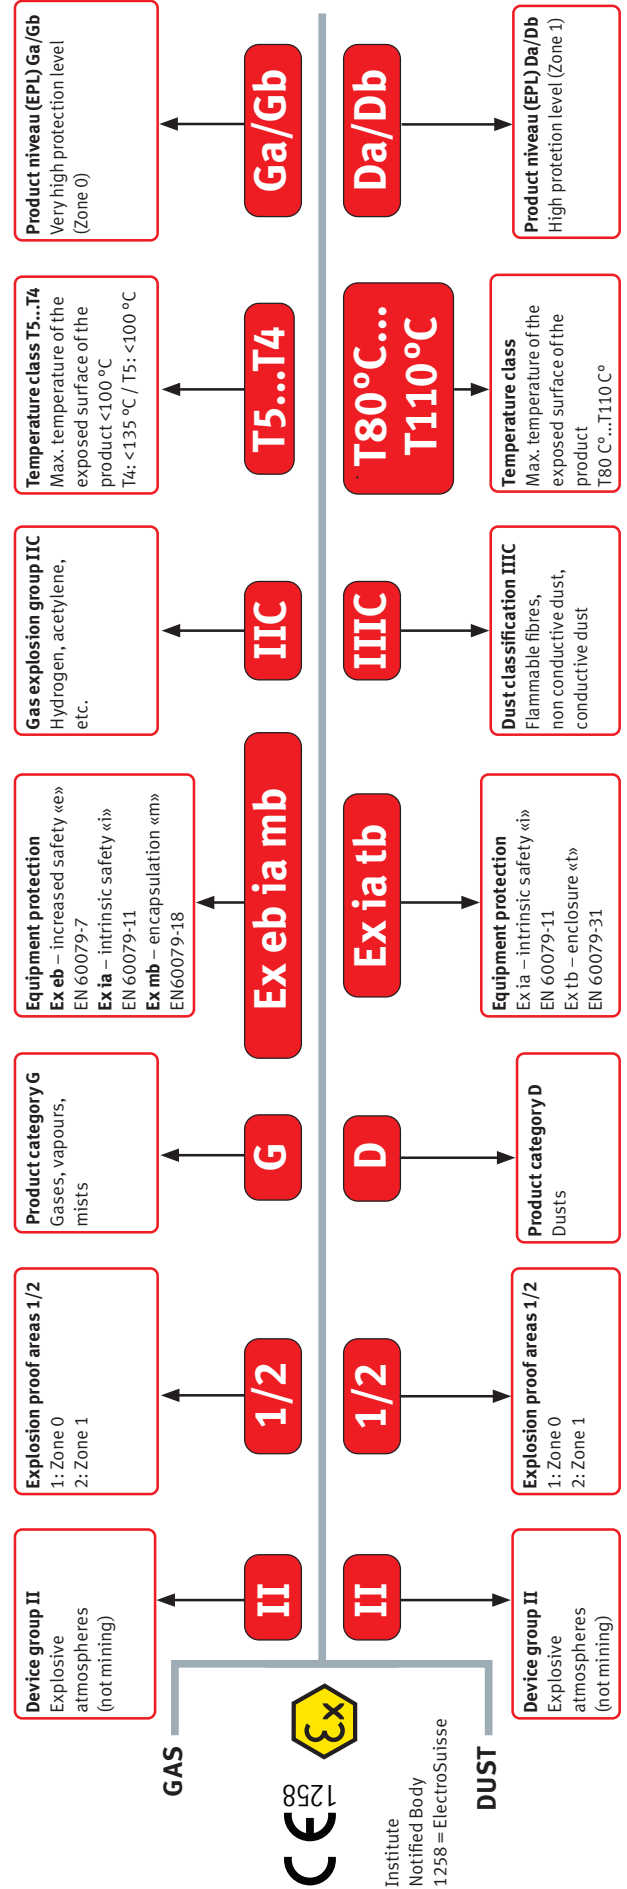 GAS
Device group II
Explosive
atmospheres
(not mining)
Explosion proof areas 1/2
1: Zone 0
2: Zone 1
Product category G
Gases, vapours,
mists
Equipment protection
Ex eb – increased safety «e»
EN 60079-7
Ex ia – intrinsic safety «i»
EN 60079-11
Ex mb – encapsulation «m»
EN60079-18
Gas explosion group IIC
Hydrogen, acetylene,
etc.
Temperature class T5...T4
Max. temperature of the
exposed surface of the
product <100 °C
T4: <135 °C / T5: <100 °C
Product niveau (EPL) Ga/Gb
Very high protection level
(Zone 0)
II
1/2
G
Ex eb ia mb
IIC
T5...T4
Ga/Gb
CE
1258
Ex
Institute
Notified Body
1258 = ElectroSuisse
II
1/2
D
Ex ia tb
IIIC
T80°C...
T110°C
Da/Db
DUST
Device group II
Explosive
atmospheres
(not mining)
Explosion proof areas 1/2
1: Zone 0
2: Zone 1
Product category D
Dusts
Equipment protection
Ex ia – intrinsic safety «i»
EN 60079-11
Ex tb – enclosure «t»
EN 60079-31
Dust classification IIIC
Flammable fibres,
non conductive dust,
conductive dust
Temperature class
Max. temperature of the
exposed surface of the
product
T80 C°...T110 C°
Product niveau (EPL) Da/Db
High protetion level (Zone 1)